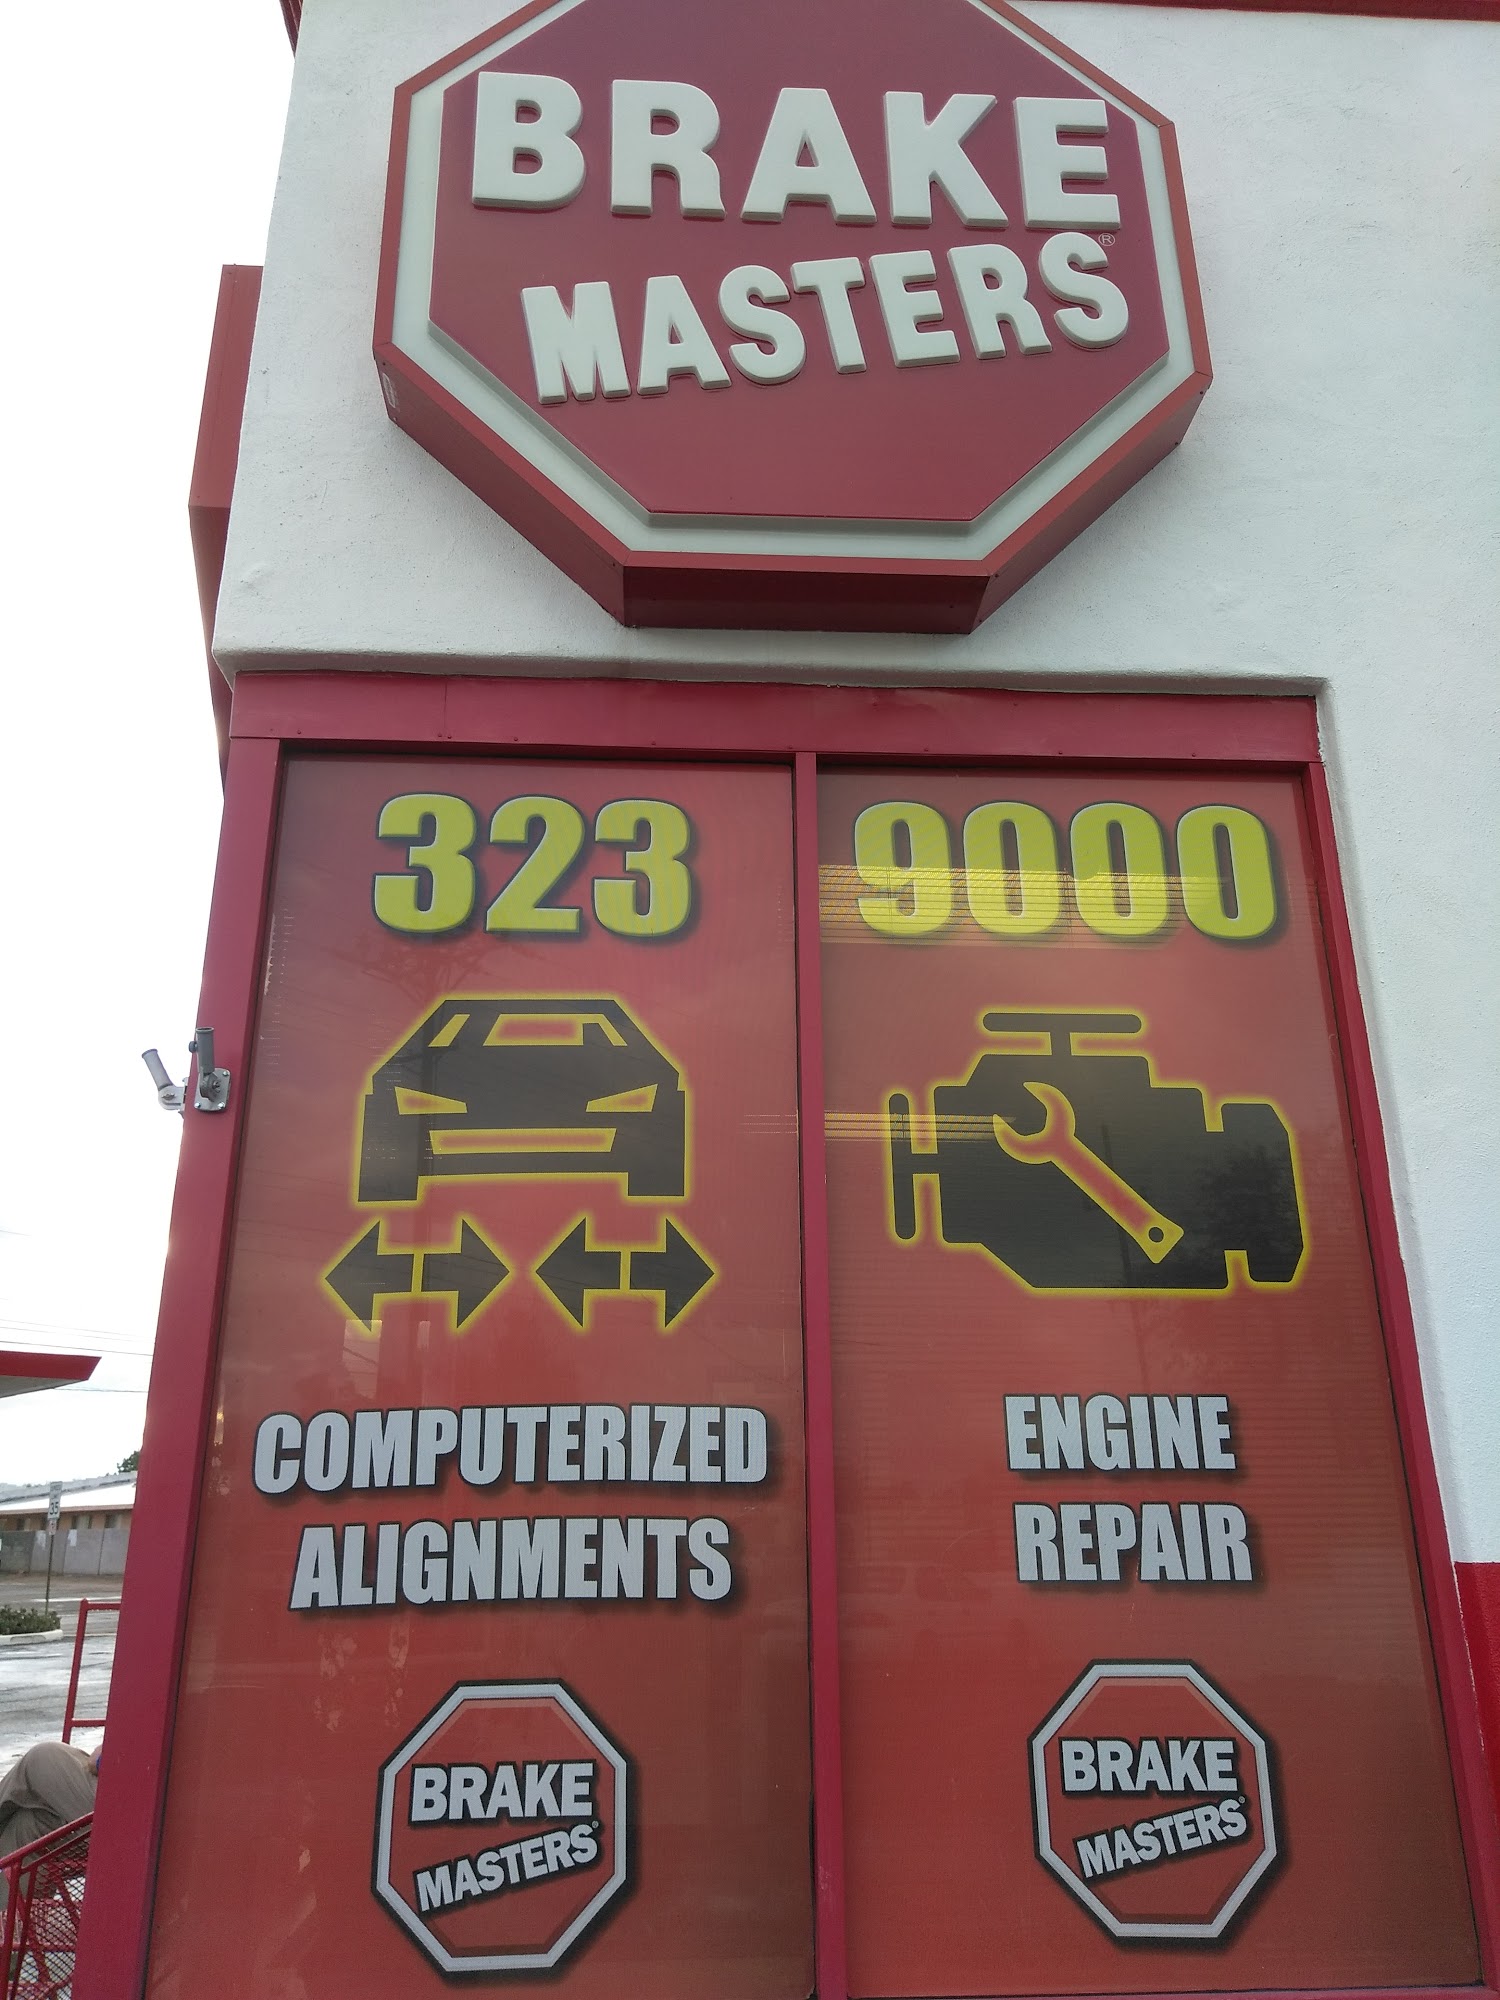 BRAKE
MASTERS®
323 9000
COMPUTERIZED
ALIGNMENTS
ENGINE
REPAIR
BRAKE
MASTERS
BRAKE
MASTERS